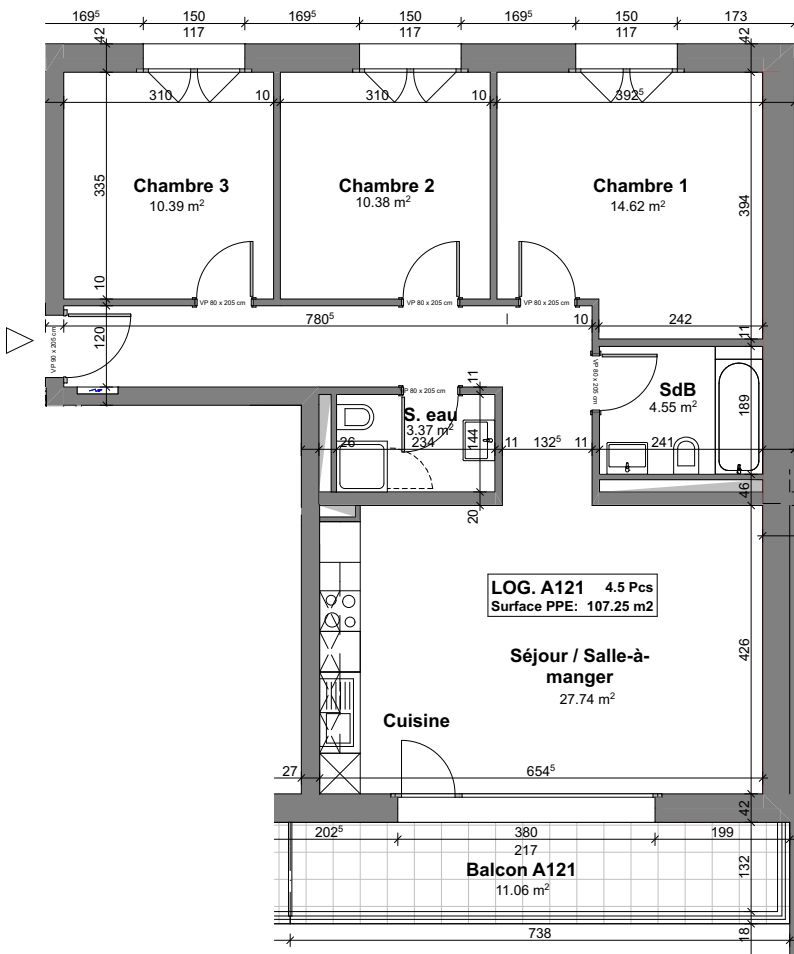 169⁵ 150 169⁵ 150 169⁵ 150 173
42 117 117 117 42
310 10 310 10 392⁵
335
Chambre 3
10.39 m²
Chambre 2
10.38 m²
Chambre 1
14.62 m²
394
10
VP 80 x 205 cm
VP 80 x 205 cm
VP 80 x 205 cm
780⁵ 10 242
120
VP 90 x 205 cm
11
11
VP 80 x 205 cm
VP 80 x 205 cm
SdB
4.55 m²
189
S. eau
3.37 m²
144
26 234 11 132⁵ 11 241
46
20
LOG. A121 4.5 Pcs
Surface PPE: 107.25 m2
Séjour / Salle-à-
manger
27.74 m²
426
Cuisine
27 654⁵
42
202⁵ 380 199
217
132
Balcon A121
11.06 m²
738
18